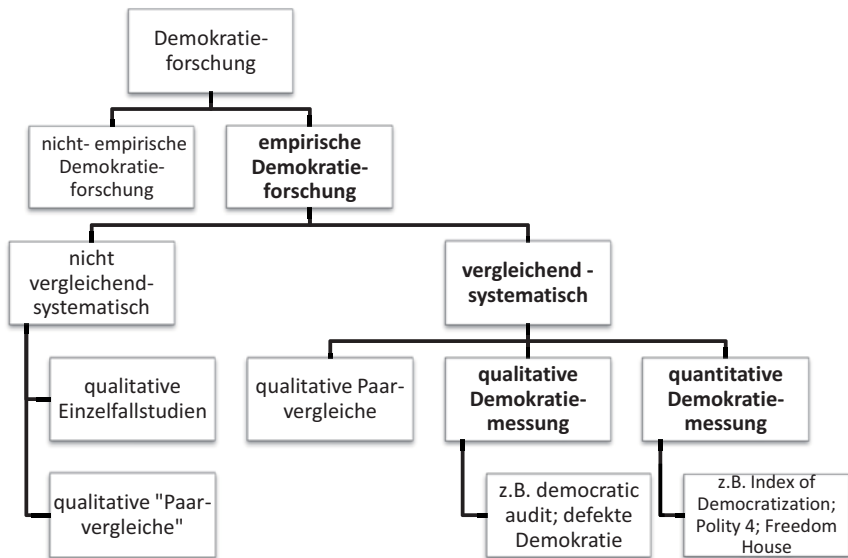 Demokratie-
forschung
nicht- empirische
Demokratie-
forschung
empirische
Demokratie-
forschung
nicht
vergleichend-
systematisch
vergleichend -
systematisch
qualitative
Einzelfallstudien
qualitative Paar-
vergleiche
qualitative
Demokratie-
messung
quantitative
Demokratie-
messung
qualitative "Paar-
vergleiche"
z.B. democratic
audit; defekte
Demokratie
z.B. Index of
Democratization;
Polity 4; Freedom
House